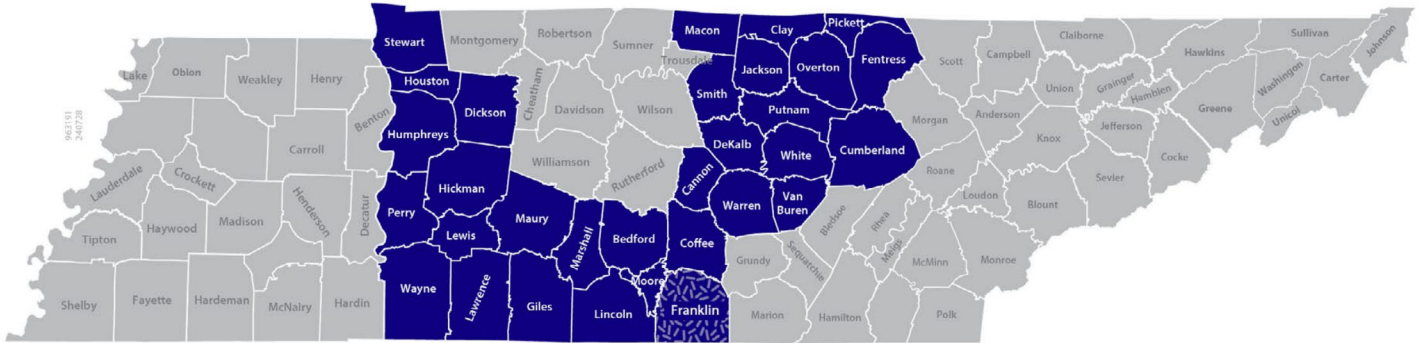 Stewart
Montgomery
Robertson
Sumner
Trousdale
Macon
Clay
Pickett
Fentress
Scott
Campbell
Claiborne
Hawkins
Sullivan
Johnson
Lake
Obion
Weakley
Henry
Houston
Dickson
Cheatham
Davidson
Wilson
Smith
Jackson
Overton
Putnam
Morgan
Anderson
Union
Grainger
Hamblen
Greene
Washingon
Carter
Unicoi
963191
240728
Benton
Humphreys
Carroll
Williamson
Rutherford
Cannon
DeKalb
White
Cumberland
Roane
Knox
Jefferson
Cocke
Lauderdale
Crockett
Haywood
Madison
Henderson
Decatur
Perry
Hickman
Lewis
Maury
Marshall
Bedford
Coffee
Warren
Van
Buren
Bledsoe
Rhea
Meigs
Loudon
Blount
Sevier
Tipton
Grundy
Sequatchie
McMinn
Monroe
Shelby
Fayette
Hardeman
McNairy
Hardin
Wayne
Lawrence
Giles
Lincoln
Moore
Franklin
Marion
Hamilton
Polk